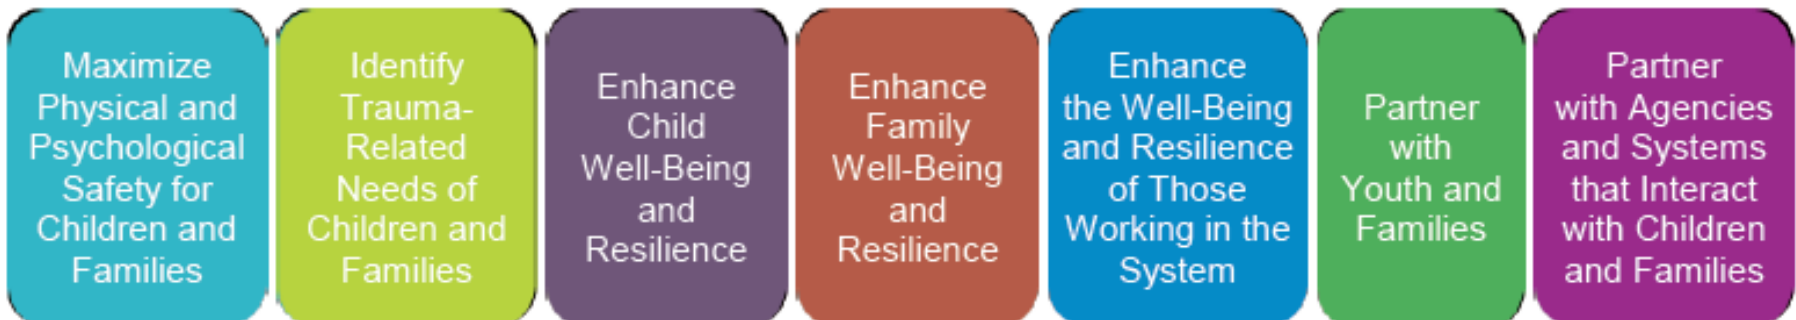 Maximize
Physical and
Psychological
Safety for
Children and
Families
Identify
Trauma-
Related
Needs of
Children and
Families
Enhance
Child
Well-Being
and
Resilience
Enhance
Family
Well-Being
and
Resilience
Enhance
the Well-Being
and Resilience
of Those
Working in the
System
Partner
with
Youth and
Families
Partner
with Agencies
and Systems
that Interact
with Children
and Families